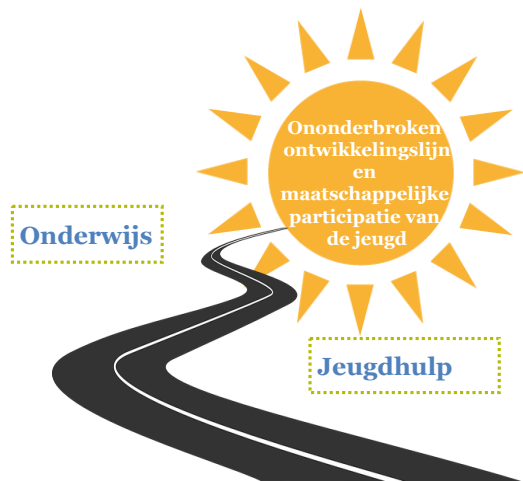 Ononderbroken
ontwikkelingslijn
en
maatschappelijke
participatie van
de jeugd
Onderwijs
Jeugdhulp